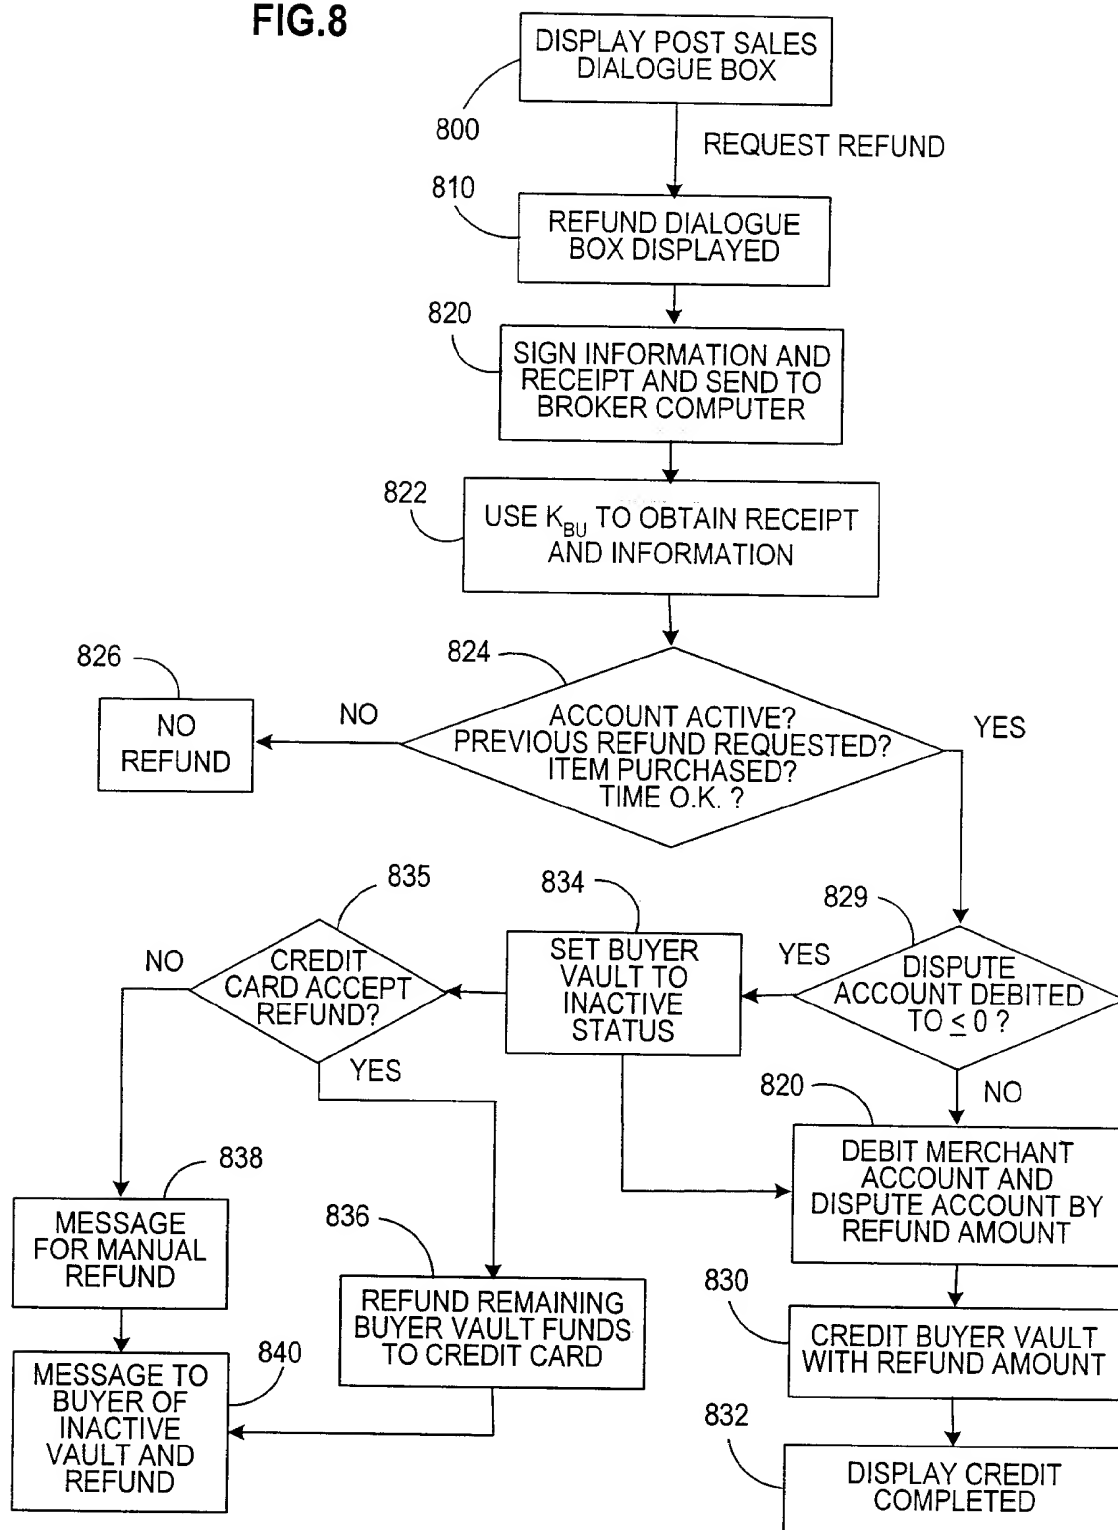 FIG.8
DISPLAY POST SALES
DIALOGUE BOX
800
REQUEST REFUND
810
REFUND DIALOGUE
BOX DISPLAYED
820
SIGN INFORMATION AND
RECEIPT AND SEND TO
BROKER COMPUTER
822
USE KBU TO OBTAIN RECEIPT
AND INFORMATION
824
826
NO
REFUND
NO
ACCOUNT ACTIVE?
PREVIOUS REFUND REQUESTED?
ITEM PURCHASED?
TIME O.K. ?
YES
835
834
829
NO
CREDIT
CARD ACCEPT
REFUND?
YES
SET BUYER
VAULT TO
INACTIVE
STATUS
YES
DISPUTE
ACCOUNT DEBITED
TO ≤ 0 ?
NO
820
DEBIT MERCHANT
ACCOUNT AND
DISPUTE ACCOUNT BY
REFUND AMOUNT
838
MESSAGE
FOR MANUAL
REFUND
836
REFUND REMAINING
BUYER VAULT FUNDS
TO CREDIT CARD
830
CREDIT BUYER VAULT
WITH REFUND AMOUNT
840
MESSAGE TO
BUYER OF
INACTIVE
VAULT AND
REFUND
832
DISPLAY CREDIT
COMPLETED